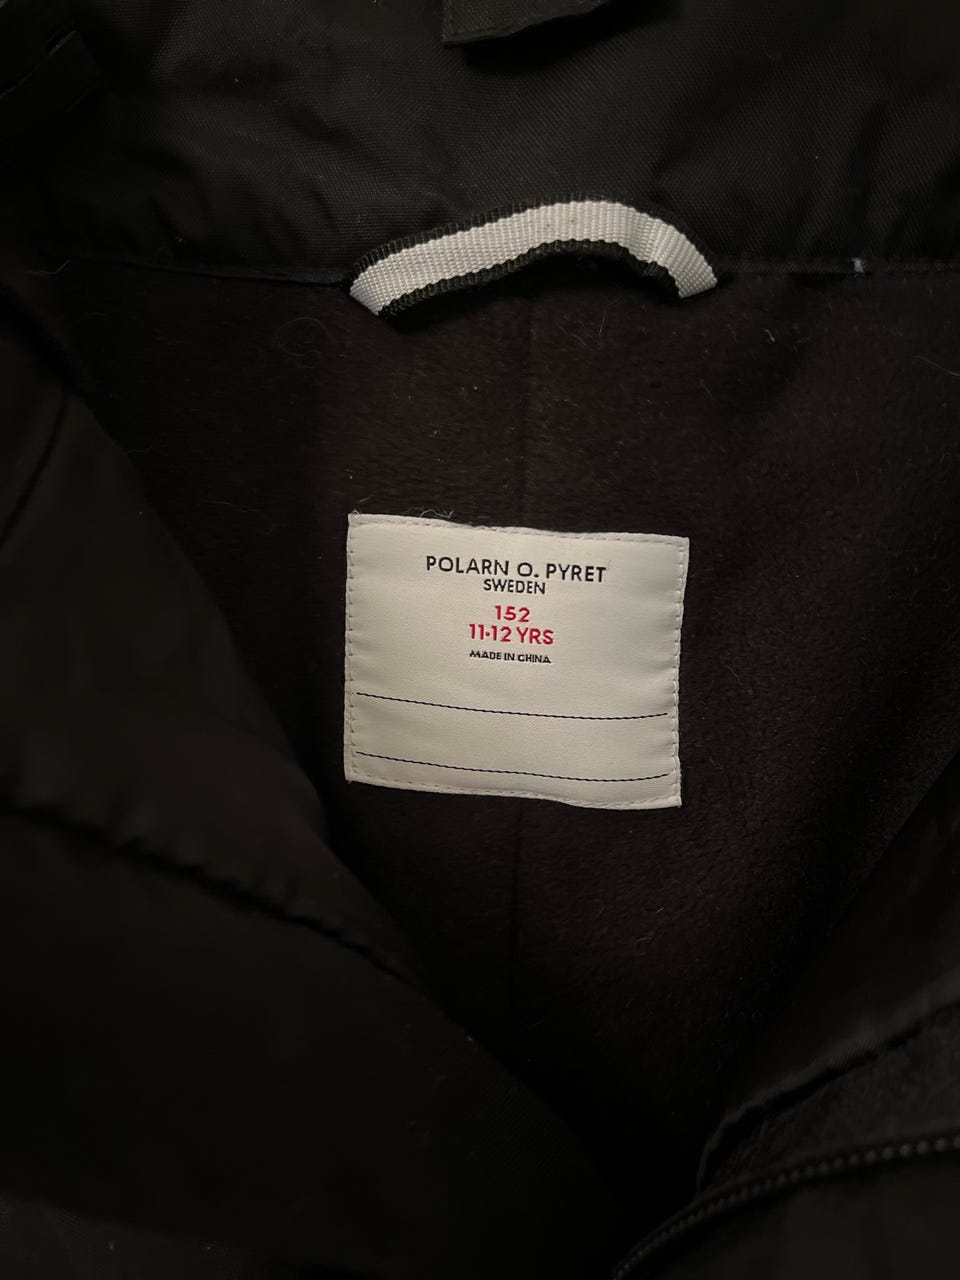 POLARN O. PYRET
SWEDEN
152
11-12 YRS
MADE IN CHINA